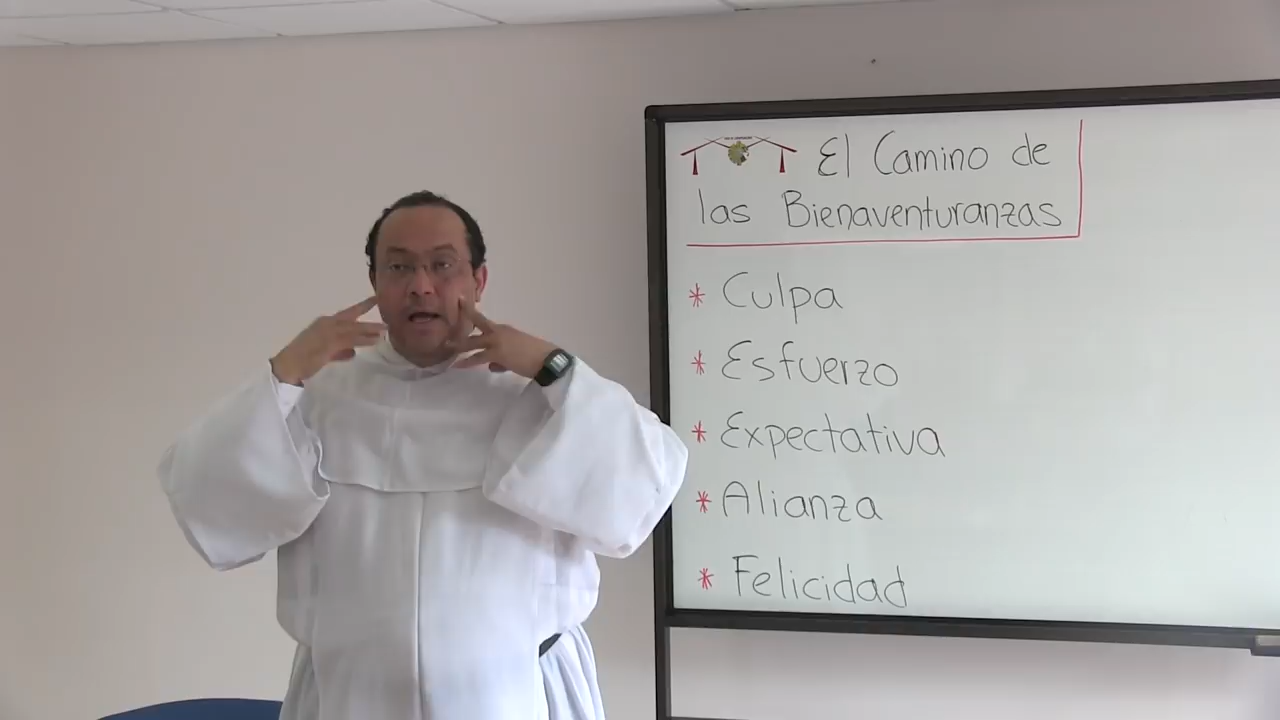 El Camino de
las Bienaventuranzas
* Culpa
* Esfuerzo
* Expectativa
* Alianza
* Felicidad